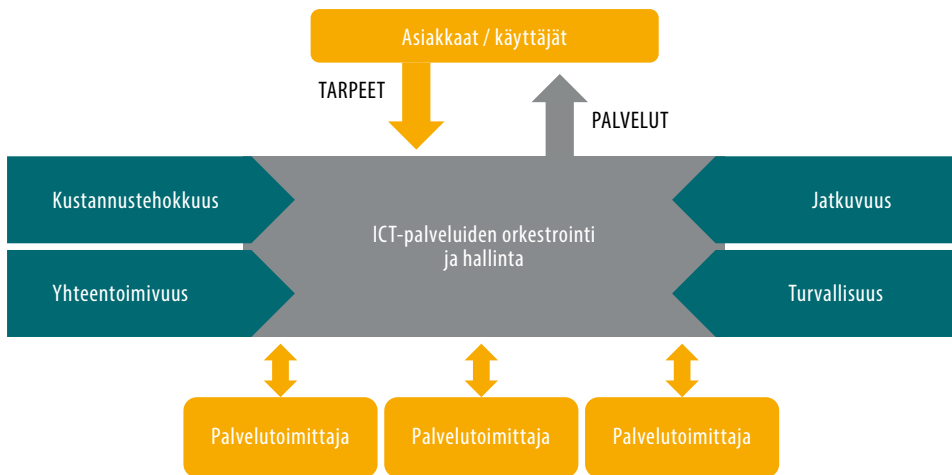 Asiakkaat / käyttäjät
TARPEET
PALVELUT
Kustannustehokkuus
Jatkuvuus
ICT-palveluiden orkestrointi
ja hallinta
Yhteentoimivuus
Turvallisuus
Palvelutoimittaja
Palvelutoimittaja
Palvelutoimittaja